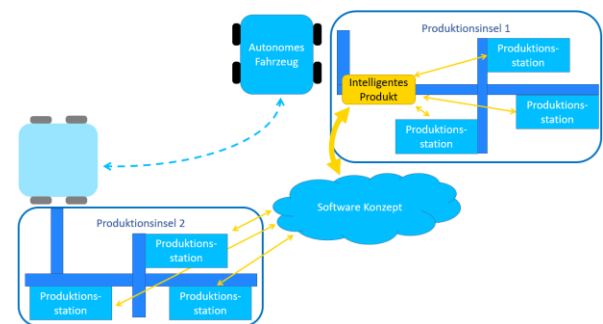 Produktionsinsel 1
Autonomes
Fahrzeug
Produktions-
station
Intelligentes
Produkt
Produktions-
station
Produktions-
station
Software Konzept
Produktionsinsel 2
Produktions-
station
Produktions-
station
Produktions-
station